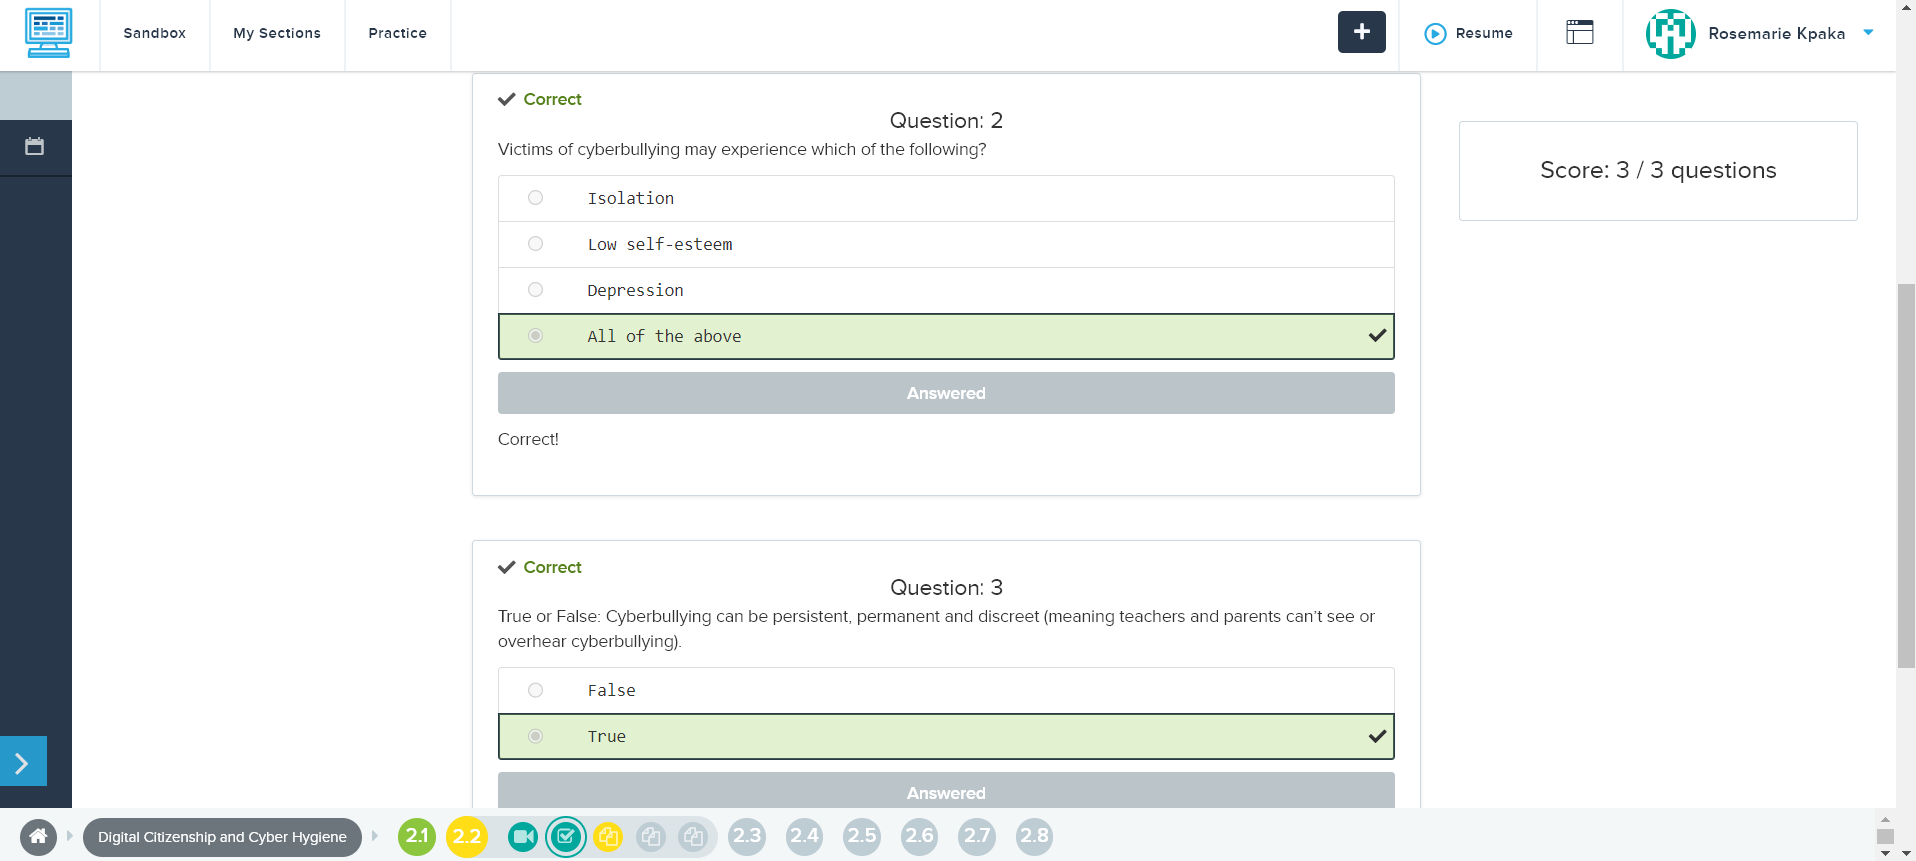 Sandbox
My Sections
Practice
+
Resume
Rosemarie Kpaka
Correct
Question: 2
Victims of cyberbullying may experience which of the following?
Isolation
Low self-esteem
Depression
All of the above
Answered
Correct!
Score: 3 / 3 questions
Correct
Question: 3
True or False: Cyberbullying can be persistent, permanent and discreet (meaning teachers and parents can't see or
overhear cyberbullying).
False
True
Answered
Digital Citizenship and Cyber Hygiene
2.1
2.2
2.3
2.4
2.5
2.6
2.7
2.8